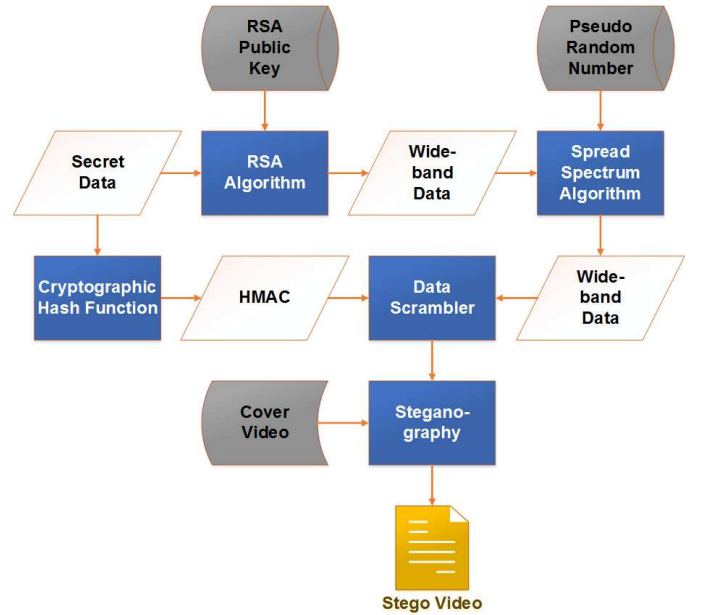 RSA
Public
Key
Pseudo
Random
Number
Secret
Data
RSA
Algorithm
Wide-
band
Data
Spread
Spectrum
Algorithm
Cryptographic
Hash Function
HMAC
Data
Scrambler
Wide-
band
Data
Cover
Video
Stegano-
graphy
Stego Video